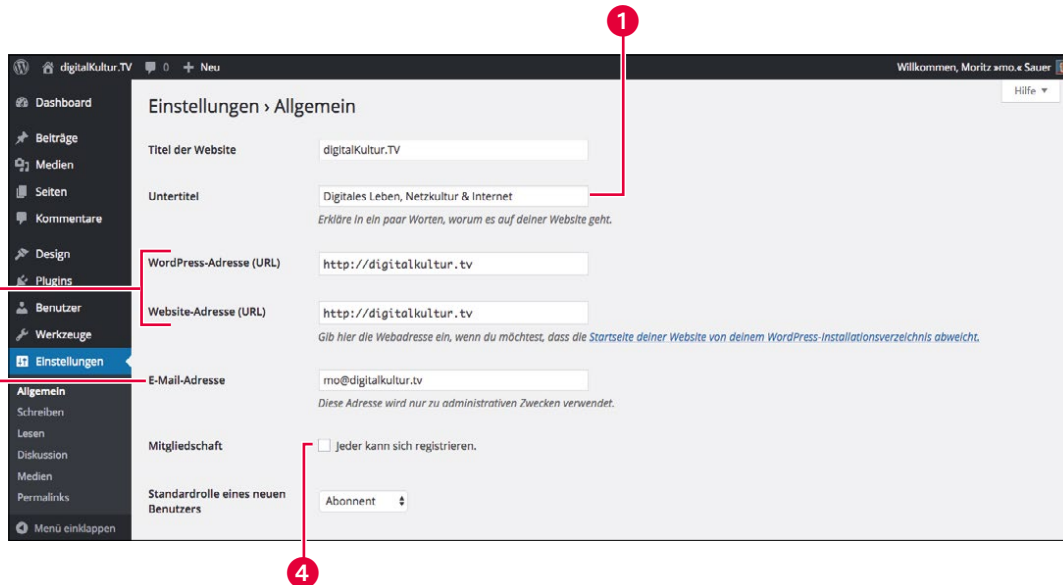 1
digitalKultur.TV 0 + Neu Willkommen, Moritz »mo.« Sauer
Hilfe ▼
Dashboard
Beiträge
Medien
Seiten
Kommentare
Design
Plugins
Benutzer
Werkzeuge
Einstellungen
Allgemein
Schreiben
Lesen
Diskussion
Medien
Permalinks
Menü einklappen
Einstellungen › Allgemein
Titel der Website digitalKultur.TV
Untertitel Digitales Leben, Netzkultur & Internet
Erkläre in ein paar Worten, worum es auf deiner Website geht.
WordPress-Adresse (URL) http://digitalkultur.tv
Website-Adresse (URL) http://digitalkultur.tv
Gib hier die Webadresse ein, wenn du möchtest, dass die Startseite deiner Website von deinem WordPress-Installationsverzeichnis abweicht.
E-Mail-Adresse mo@digitalkultur.tv
Diese Adresse wird nur zu administrativen Zwecken verwendet.
Mitgliedschaft Jeder kann sich registrieren.
Standardrolle eines neuen
Benutzers Abonnent
4